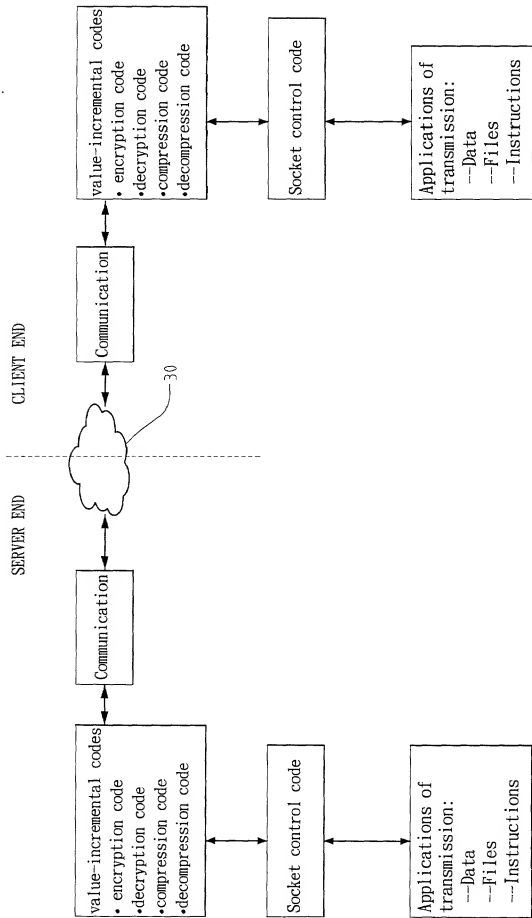 SERVER END
CLIENT END
value-incremental codes
• encryption code
•decryption code
•compression code
•decompression code
Communication
30
Communication
value-incremental codes
• encryption code
•decryption code
•compression code
•decompression code
Socket control code
Socket control code
Applications of
transmission:
--Data
--Files
--Instructions
Applications of
transmission:
--Data
--Files
--Instructions